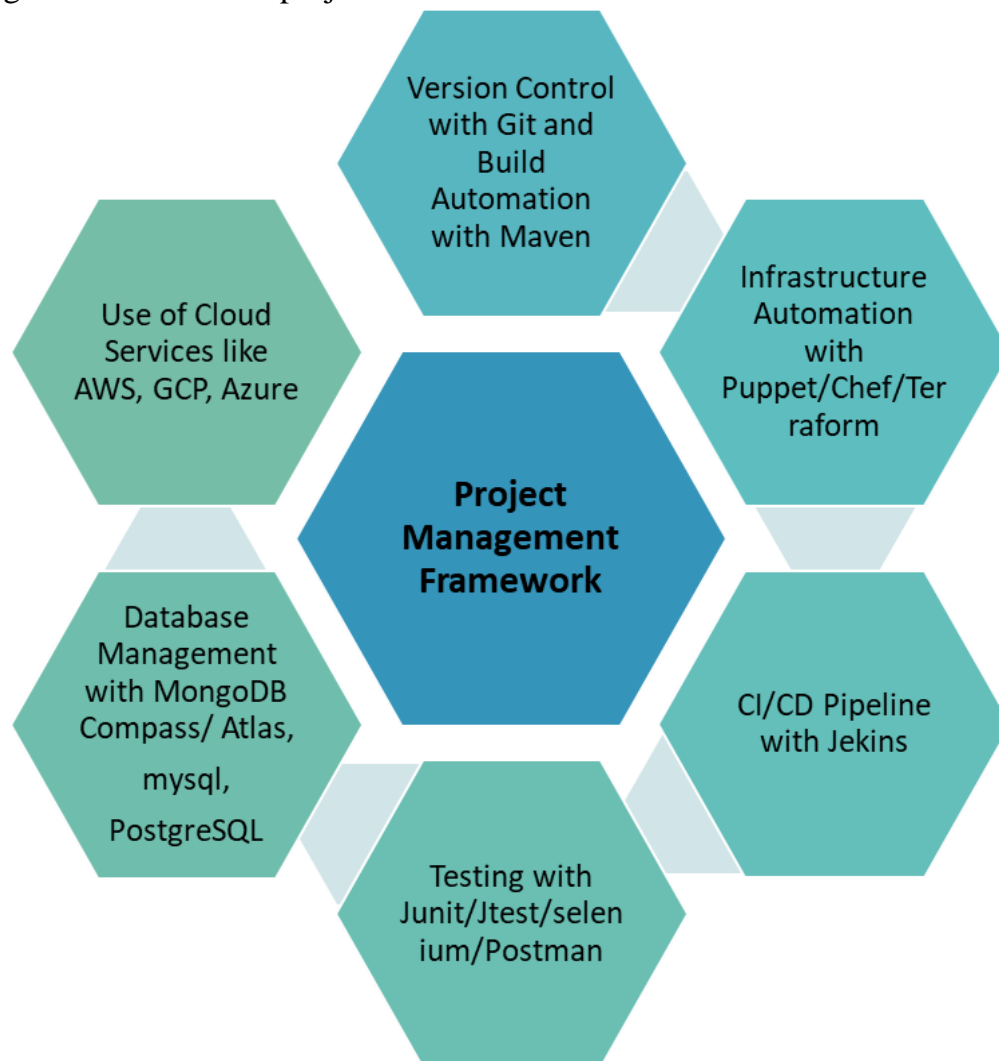 Version Control
with Git and
Build
Automation
with Maven
Infrastructure
Automation
with
Puppet/Chef/Ter
raform
CI/CD Pipeline
with Jekins
Testing with
Junit/Jtest/selen
ium/Postman
Database
Management
with MongoDB
Compass/ Atlas,
mysql,
PostgreSQL
Use of Cloud
Services like
AWS, GCP, Azure
Project
Management
Framework